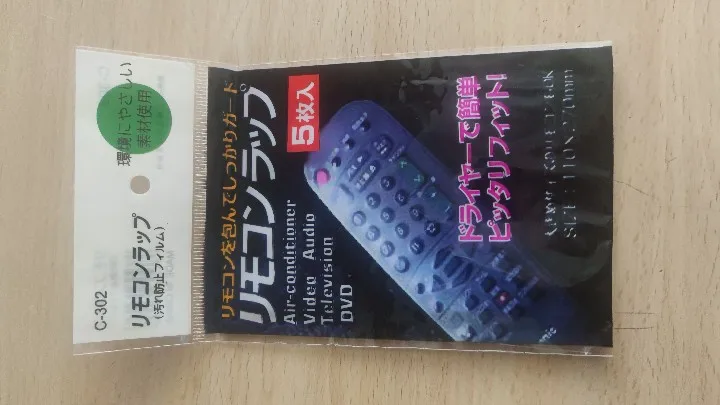 C-302
リモコンラップ
（汚れ防止フィルム）
環境にやさしい
素材使用
リモコンを包んでしっかりガード
リモコンラップ
5枚入
Air-conditioner
Video Audio
Television
DVD
ドライヤーで簡単
ピッタリフィット！